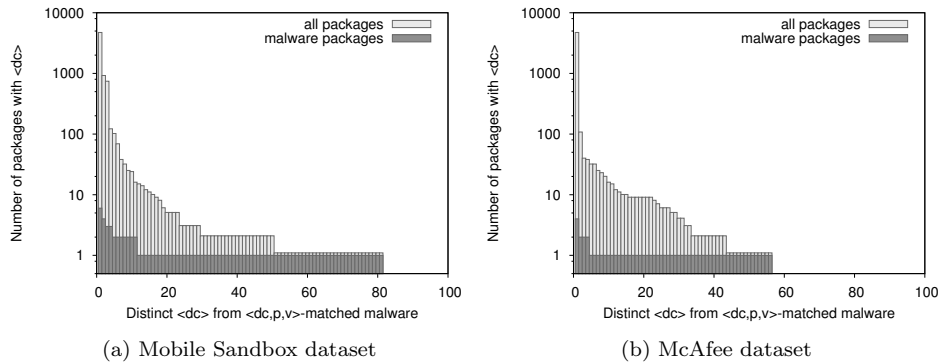 10000
1000
100
10
1
Number of packages with <dc>
all packages
malware packages
0 20 40 60 80 100
Distinct <dc> from <dc,p,v>-matched malware
(a) Mobile Sandbox dataset
10000
1000
100
10
1
Number of packages with <dc>
all packages
malware packages
0 20 40 60 80 100
Distinct <dc> from <dc,p,v>-matched malware
(b) McAfee dataset